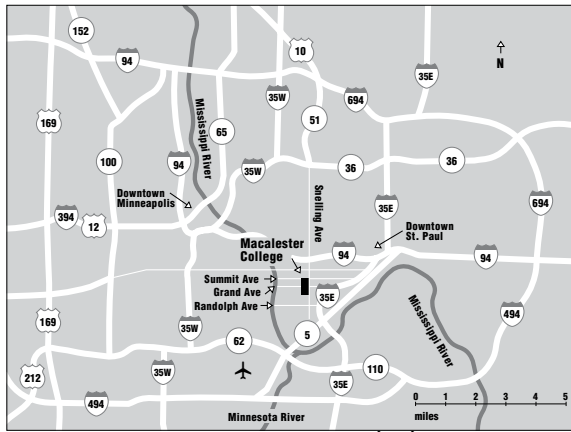 152
94
10
35E
N
35W
694
169
51
65
Mississippi River
100
94
35W
36
36
Downtown
Minneapolis
Snelling Ave
35E
694
394
12
Downtown
St. Paul
Macalester
College
94
94
Summit Ave
Grand Ave
Randolph Ave
35E
Mississippi River
169
35W
62
5
494
212
35W
35E
110
494
Minnesota River
0 1 2 3 4 5
miles